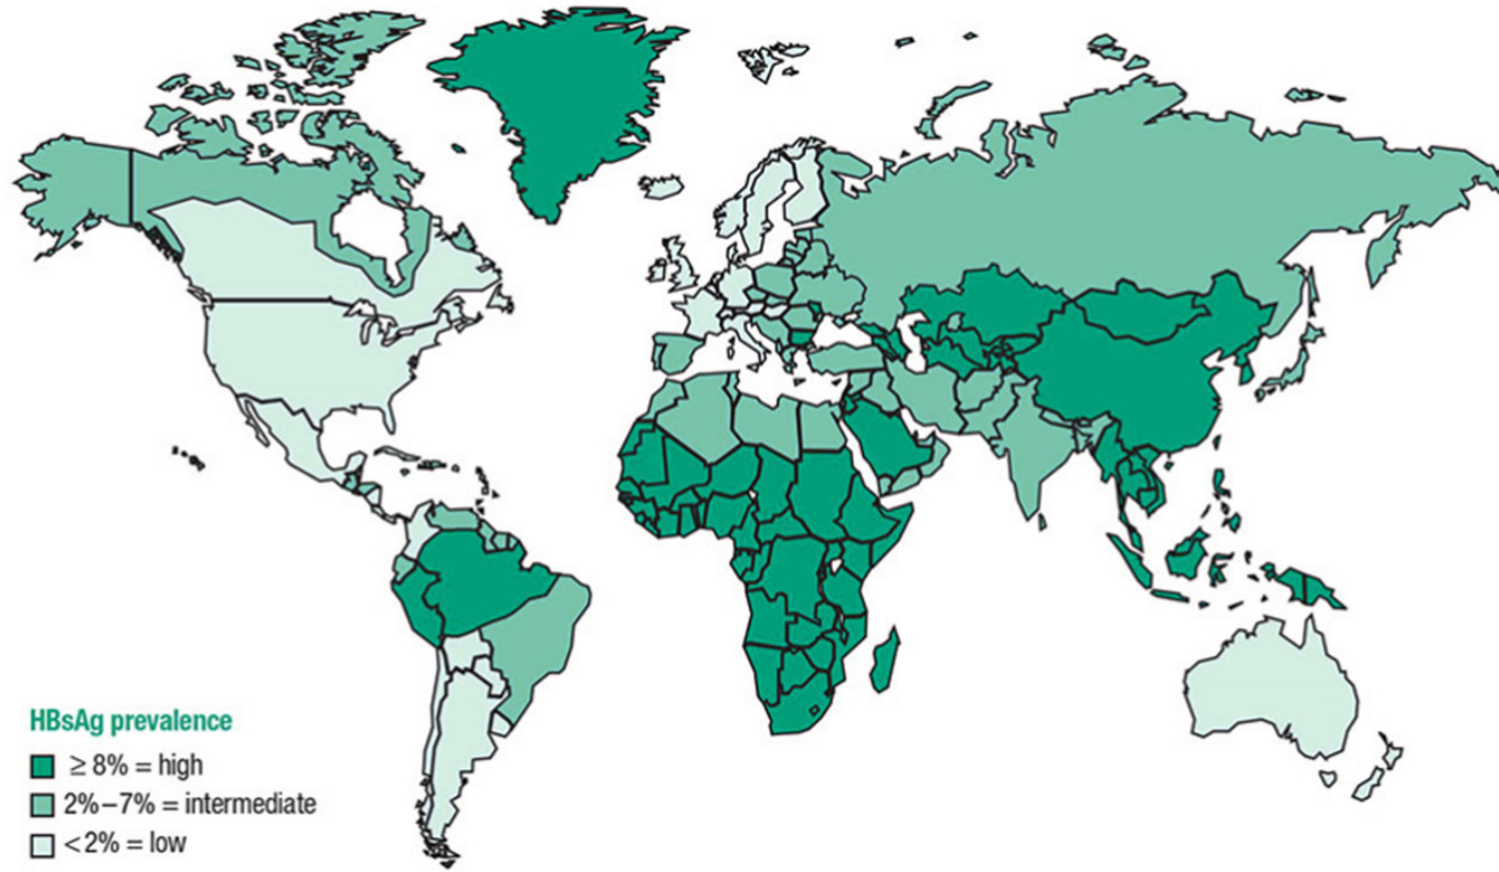 HBsAg prevalence
≥ 8% = high
2%–7% = intermediate
<2% = low